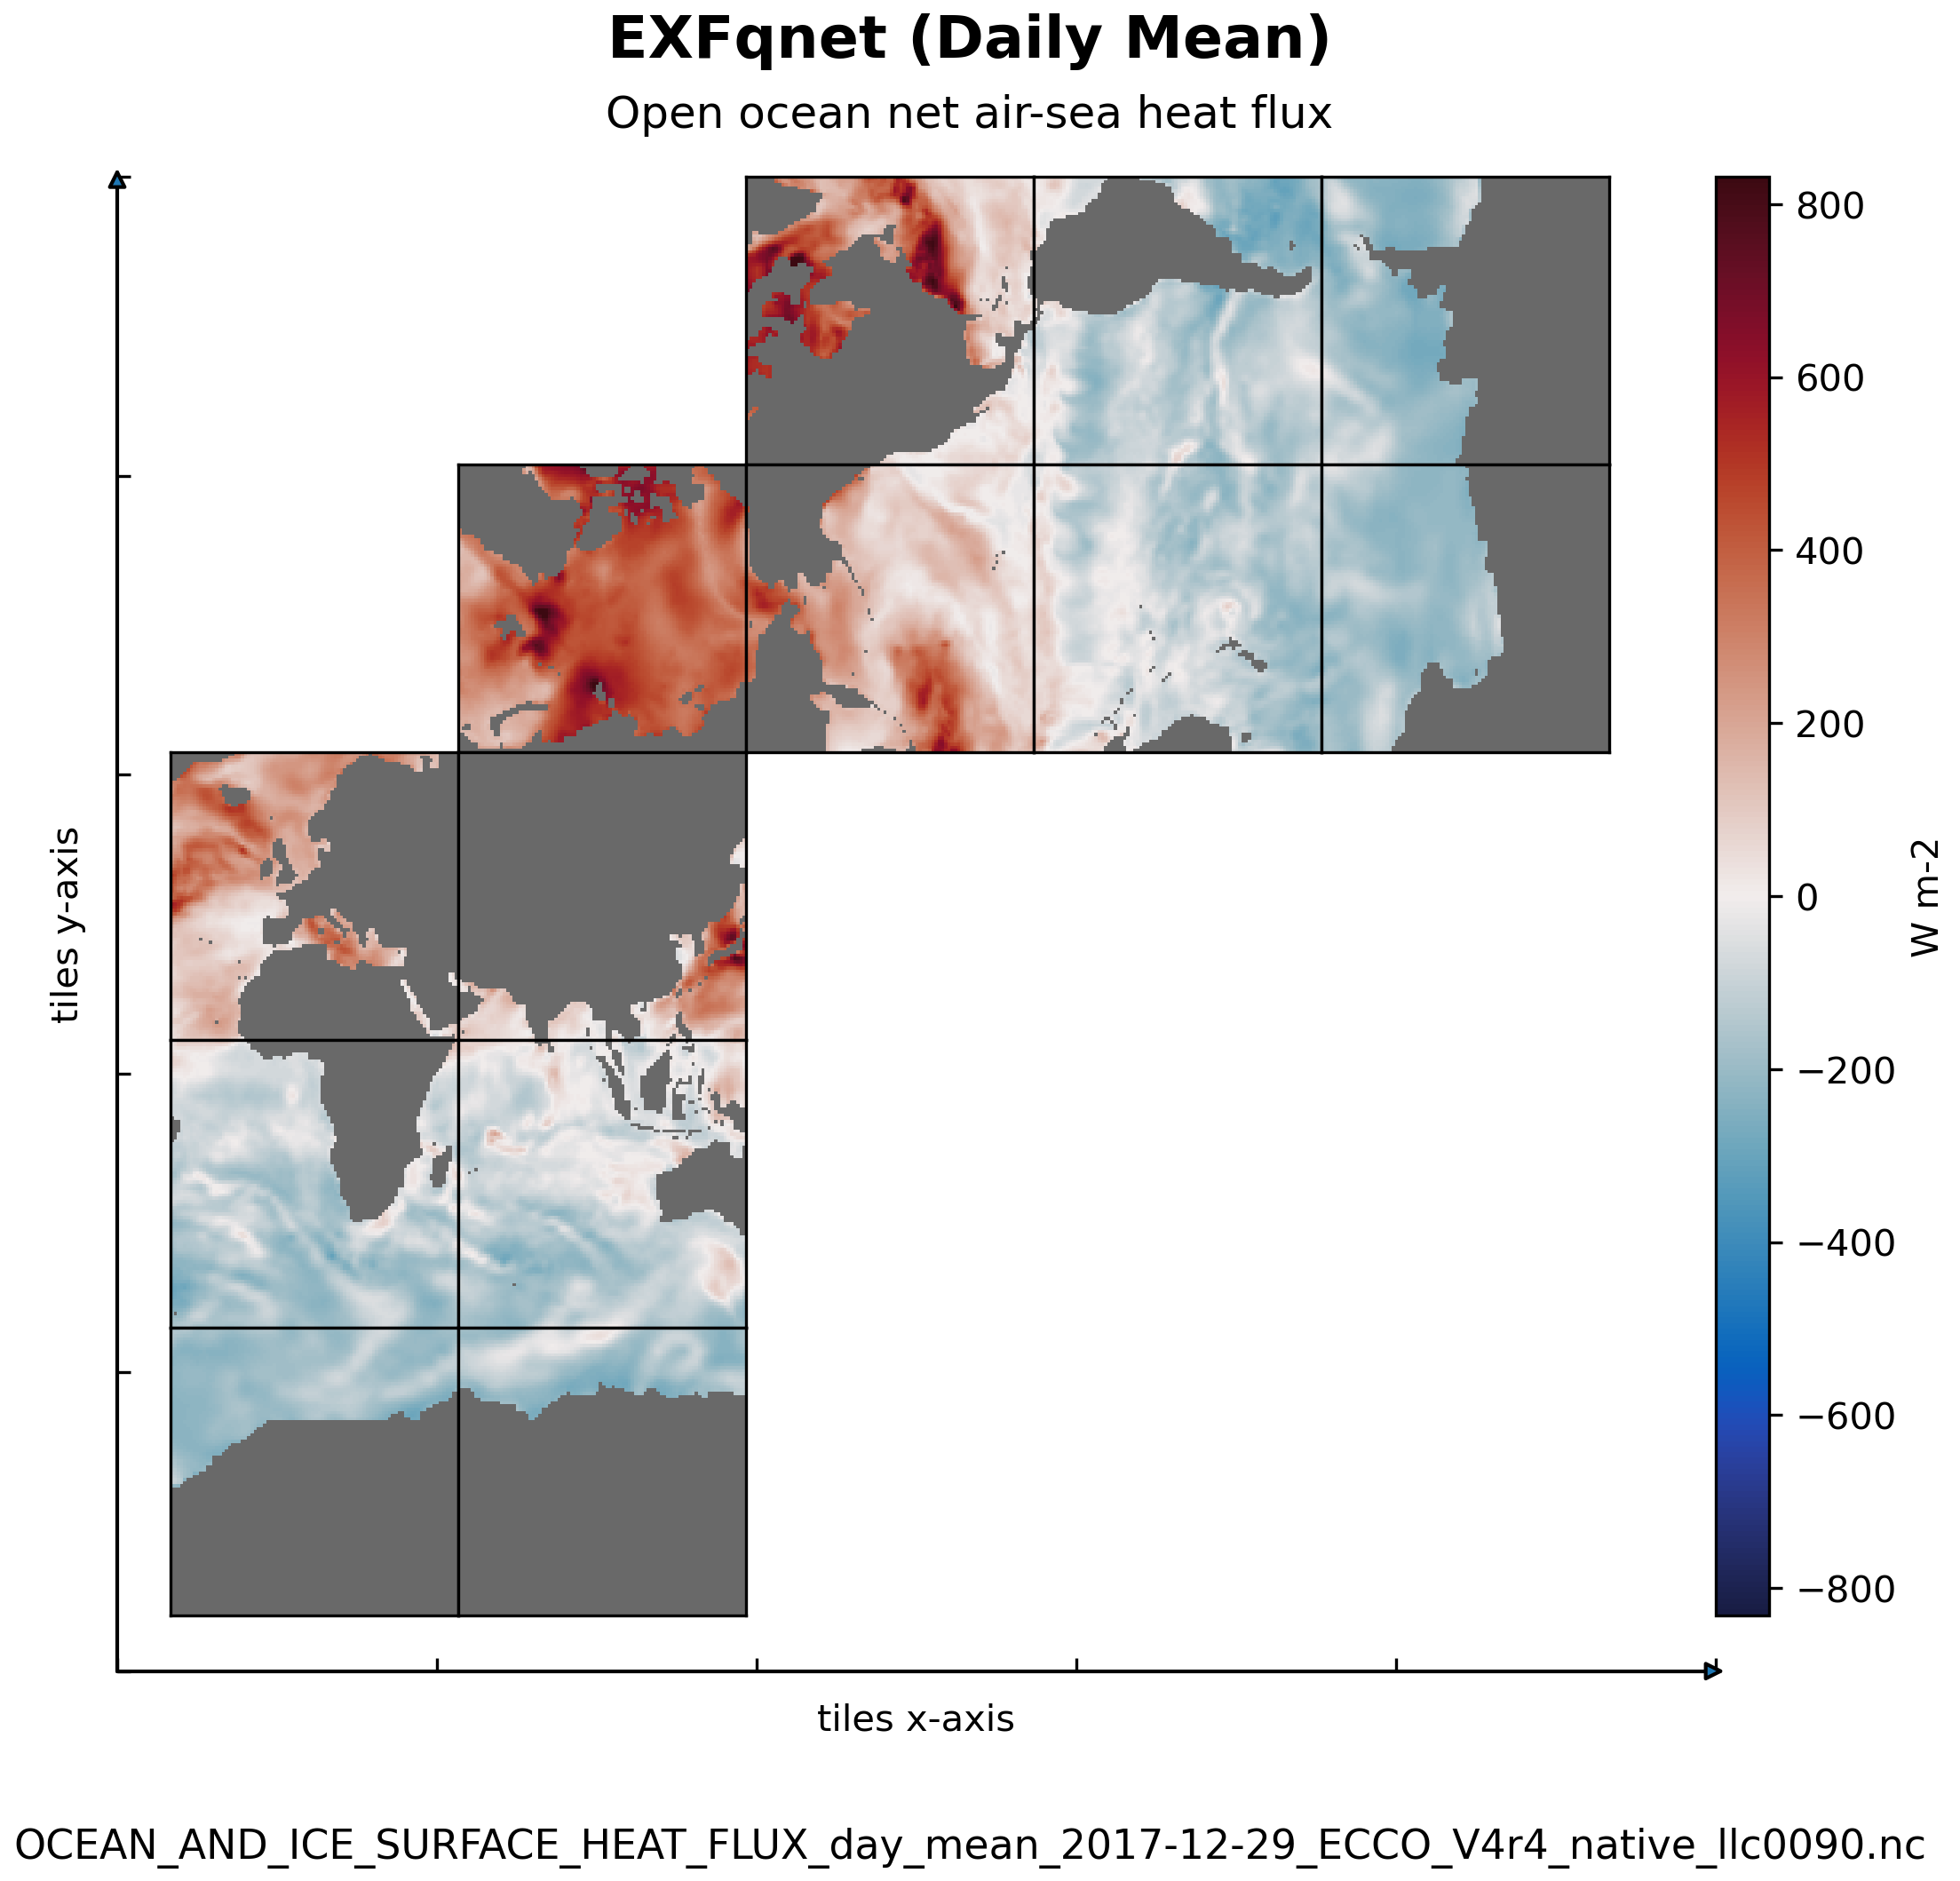 EXFqnet (Daily Mean)
Open ocean net air-sea heat flux
800
600
400
200
0
−200
−400
−600
−800
W m-2
tiles y-axis
tiles x-axis
OCEAN_AND_ICE_SURFACE_HEAT_FLUX_day_mean_2017-12-29_ECCO_V4r4_native_llc0090.nc